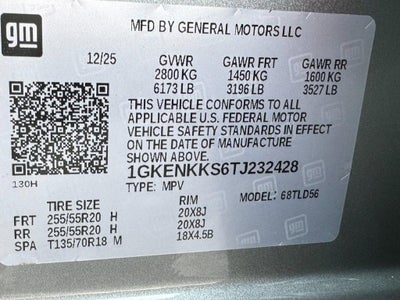 gm
MFD BY GENERAL MOTORS LLC
12/25 GVWR GAWR FRT GAWR RR
2800 KG 1450 KG 1600 KG
6173 LB 3196 LB 3527 LB
THIS VEHICLE CONFORMS TO ALL
APPLICABLE U.S. FEDERAL MOTOR
VEHICLE SAFETY STANDARDS IN EFFECT
ON THE DATE OF MANUFACTURE
SHOWN ABOVE.
1GKENKKS6TJ232428
130H TYPE: MPV MODEL: 68TLD56
TIRE SIZE RIM
FRT 255/55R20 H 20X8J
RR 255/55R20 H 20X8J
SPA T135/70R18 M 18X4.5B